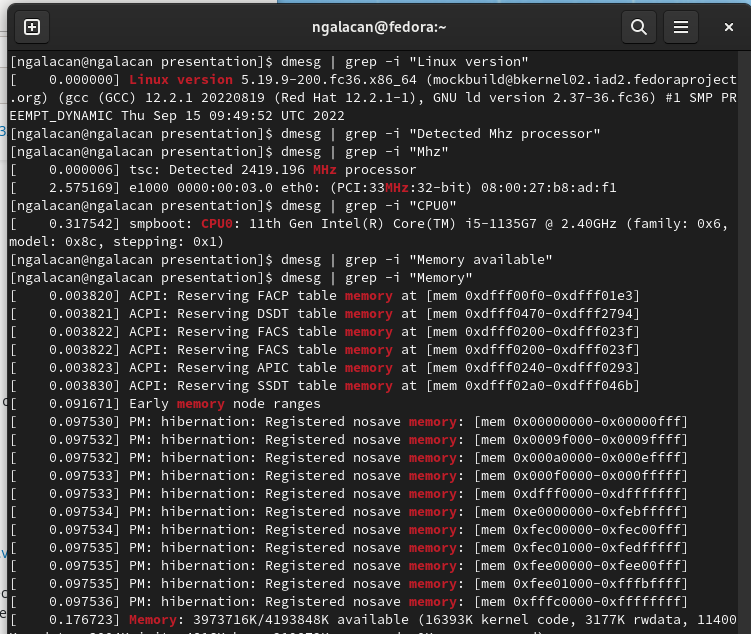 ngalacan@fedora:~
[ngalacan@ngalacan presentation]$ dmesg | grep -i "Linux version"
[    0.000000] Linux version 5.19.9-200.fc36.x86_64 (mockbuild@bkernel02.iad2.fedoraproject
.org) (gcc (GCC) 12.2.1 20220819 (Red Hat 12.2.1-1), GNU ld version 2.37-36.fc36) #1 SMP PR
EEMPT_DYNAMIC Thu Sep 15 09:49:52 UTC 2022
[ngalacan@ngalacan presentation]$ dmesg | grep -i "Detected Mhz processor"
[ngalacan@ngalacan presentation]$ dmesg | grep -i "Mhz"
[    0.000006] tsc: Detected 2419.196 MHz processor
[    2.575169] e1000 0000:00:03.0 eth0: (PCI:33MHz:32-bit) 08:00:27:b8:ad:f1
[ngalacan@ngalacan presentation]$ dmesg | grep -i "CPU0"
[    0.317542] smpboot: CPU0: 11th Gen Intel(R) Core(TM) i5-1135G7 @ 2.40GHz (family: 0x6,
model: 0x8c, stepping: 0x1)
[ngalacan@ngalacan presentation]$ dmesg | grep -i "Memory available"
[ngalacan@ngalacan presentation]$ dmesg | grep -i "Memory"
[    0.003820] ACPI: Reserving FACP table memory at [mem 0xdfff00f0-0xdfff01e3]
[    0.003821] ACPI: Reserving DSDT table memory at [mem 0xdfff0470-0xdfff2794]
[    0.003822] ACPI: Reserving FACS table memory at [mem 0xdfff0200-0xdfff023f]
[    0.003822] ACPI: Reserving FACS table memory at [mem 0xdfff0200-0xdfff023f]
[    0.003823] ACPI: Reserving APIC table memory at [mem 0xdfff0240-0xdfff0293]
[    0.003830] ACPI: Reserving SSDT table memory at [mem 0xdfff02a0-0xdfff046b]
[    0.091671] Early memory node ranges
[    0.097530] PM: hibernation: Registered nosave memory: [mem 0x00000000-0x00000fff]
[    0.097532] PM: hibernation: Registered nosave memory: [mem 0x0009f000-0x0009ffff]
[    0.097532] PM: hibernation: Registered nosave memory: [mem 0x000a0000-0x000effff]
[    0.097533] PM: hibernation: Registered nosave memory: [mem 0x000f0000-0x000fffff]
[    0.097533] PM: hibernation: Registered nosave memory: [mem 0xdfff0000-0xdfffffff]
[    0.097534] PM: hibernation: Registered nosave memory: [mem 0xe0000000-0xfebfffff]
[    0.097534] PM: hibernation: Registered nosave memory: [mem 0xfec00000-0xfec00fff]
[    0.097535] PM: hibernation: Registered nosave memory: [mem 0xfec01000-0xfedfffff]
[    0.097535] PM: hibernation: Registered nosave memory: [mem 0xfee00000-0xfee00fff]
[    0.097535] PM: hibernation: Registered nosave memory: [mem 0xfee01000-0xfffbffff]
[    0.097536] PM: hibernation: Registered nosave memory: [mem 0xfffc0000-0xffffffff]
[    0.176723] Memory: 3973716K/4193848K available (16393K kernel code, 3177K rwdata, 11400